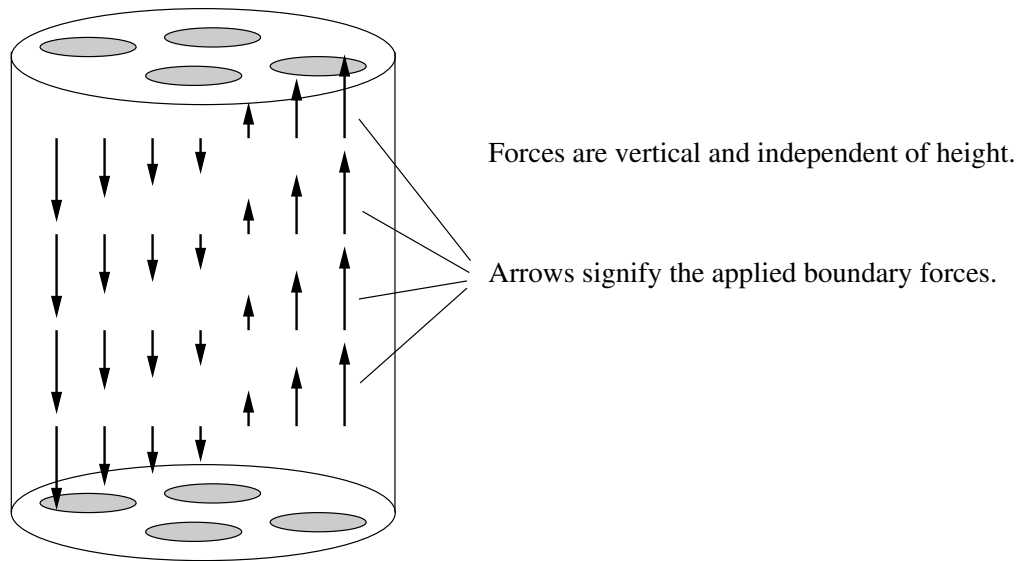 Forces are vertical and independent of height.
Arrows signify the applied boundary forces.